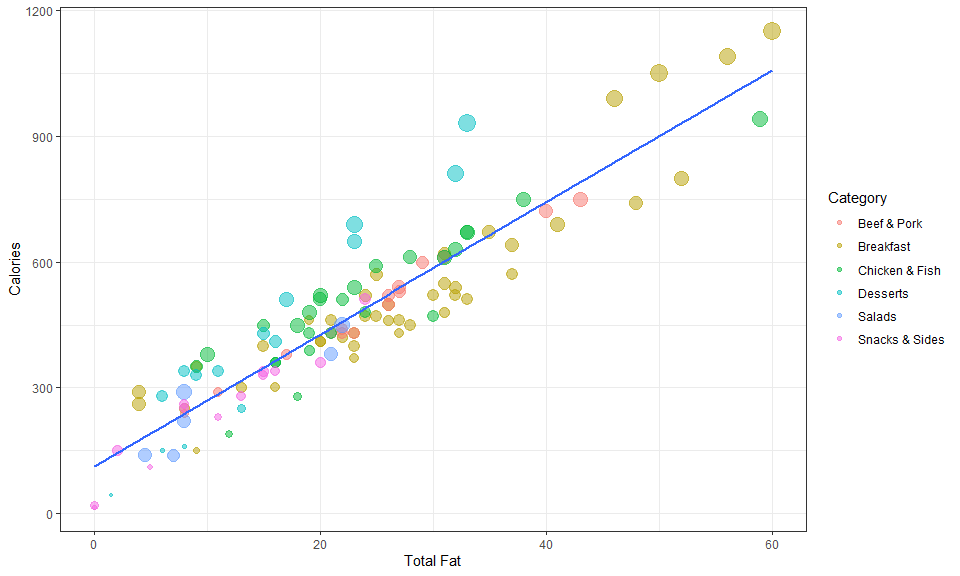 1200
900
600
300
0
Calories
0 20 40 60
Total Fat
Category
Beef & Pork
Breakfast
Chicken & Fish
Desserts
Salads
Snacks & Sides